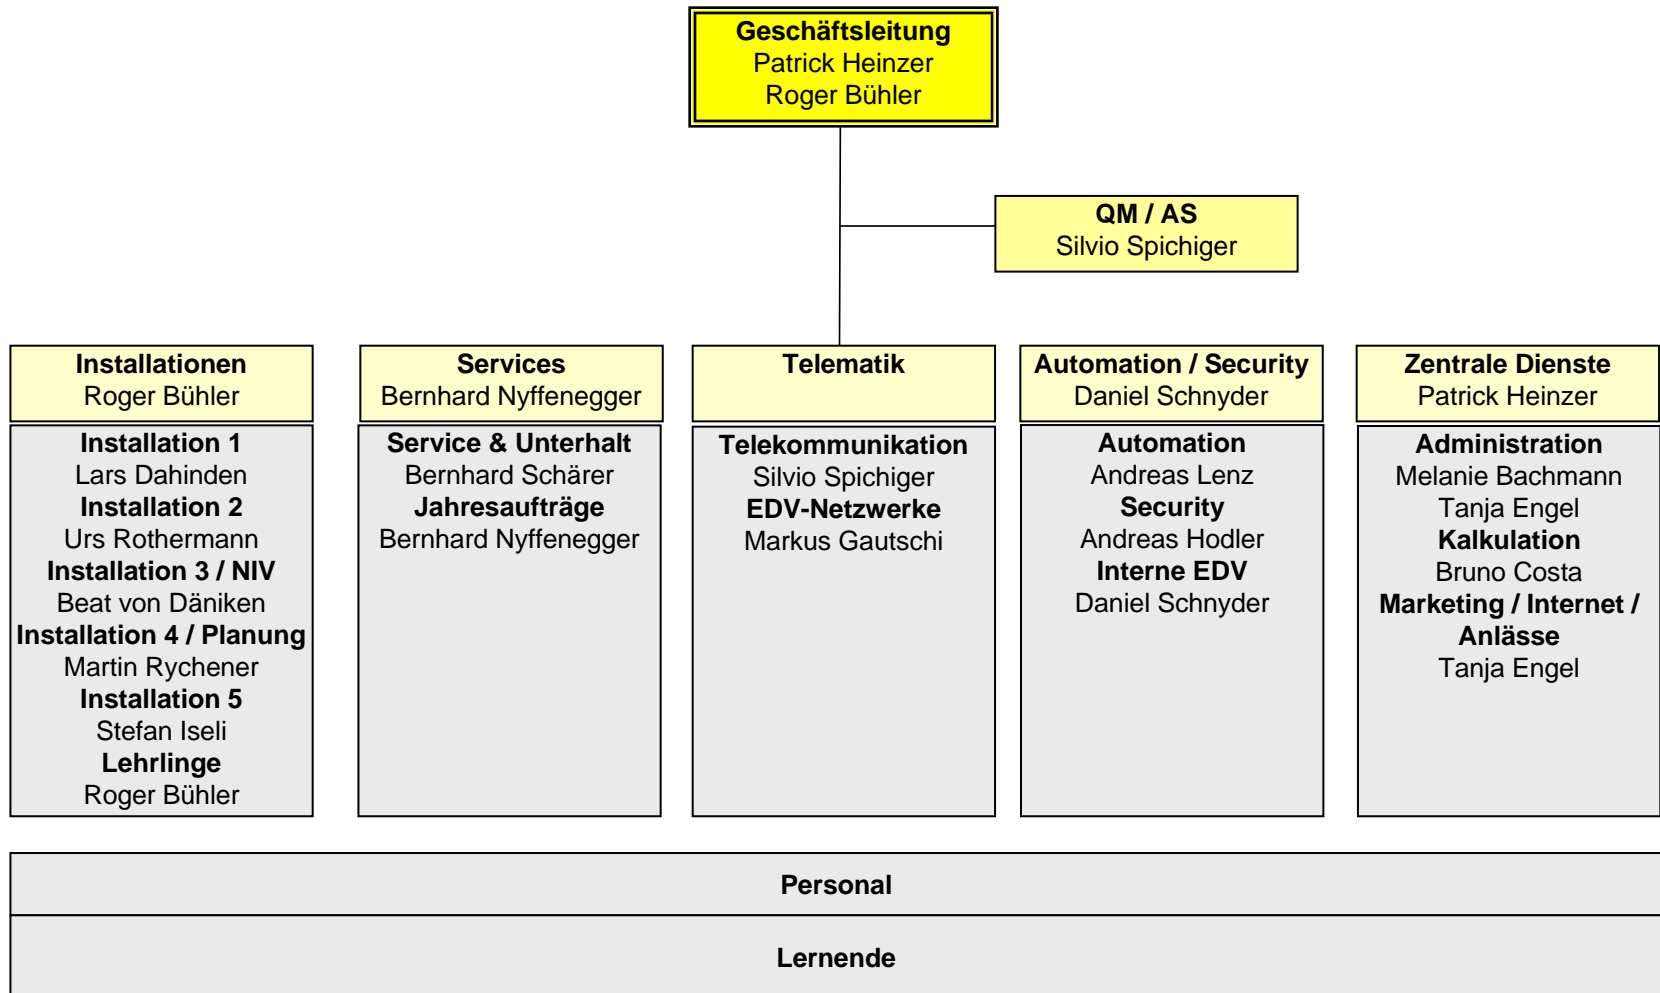 Geschäftsleitung
Patrick Heinzer
Roger Bühler
QM / AS
Silvio Spichiger
Installationen
Roger Bühler
Installation 1
Lars Dahinden
Installation 2
Urs Rothermann
Installation 3 / NIV
Beat von Däniken
Installation 4 / Planung
Martin Rychener
Installation 5
Stefan Iseli
Lehrlinge
Roger Bühler
Services
Bernhard Nyffenegger
Service & Unterhalt
Bernhard Schärer
Jahresaufträge
Bernhard Nyffenegger
Telematik
Telekommunikation
Silvio Spichiger
EDV-Netzwerke
Markus Gautschi
Automation / Security
Daniel Schnyder
Automation
Andreas Lenz
Security
Andreas Hodler
Interne EDV
Daniel Schnyder
Zentrale Dienste
Patrick Heinzer
Administration
Melanie Bachmann
Tanja Engel
Kalkulation
Bruno Costa
Marketing / Internet /
Anlässe
Tanja Engel
Personal
Lernende